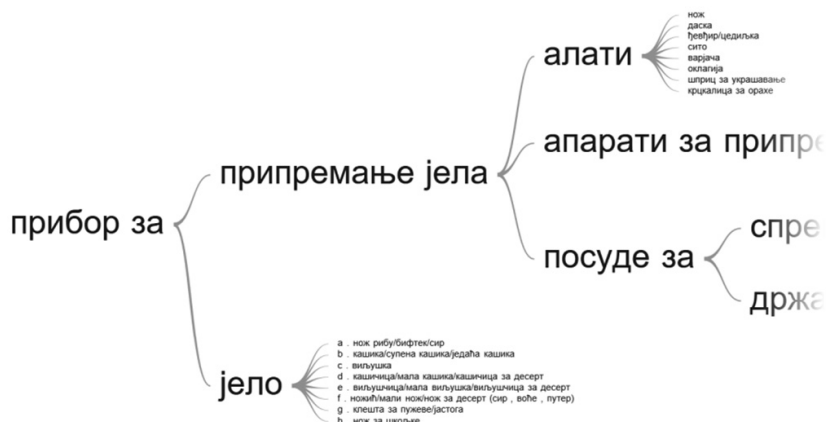 прибор за
припремање јела
алати
нож
даска
ђевђир/цедиљка
сито
варјача
оклагија
шприц за украшавање
крцкалица за орахе
апарати за
посуде за
јело
a . нож рибу/бифтек/сир
b . кашика/супена кашика/једаћа кашика
c . виљушка
d . кашичица/мала кашика/кашичица за десерт
e . виљушчица/мала виљушка/виљушчица за десерт
f . ножић/мали нож/нож за десерт (сир , воће , путер)
g . клешта за пужеве/јастога
h . нож за шкољке